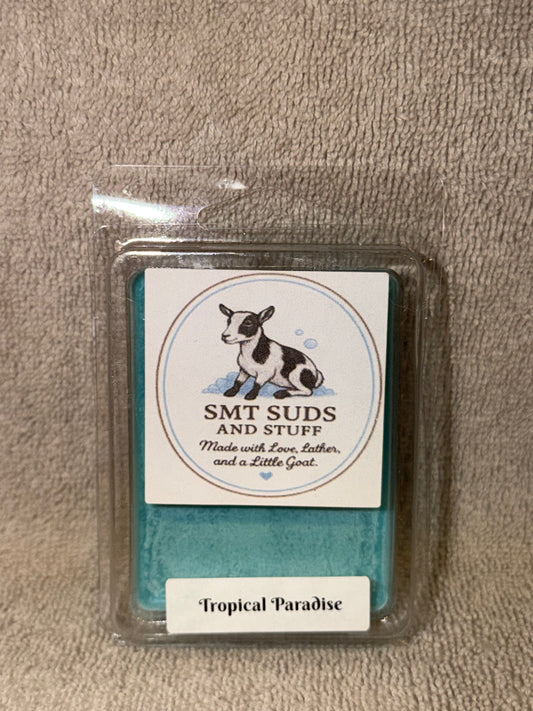 SMT SUDS
AND STUFF
Made with Love, Lather,
and a Little Goat.
Tropical Paradise